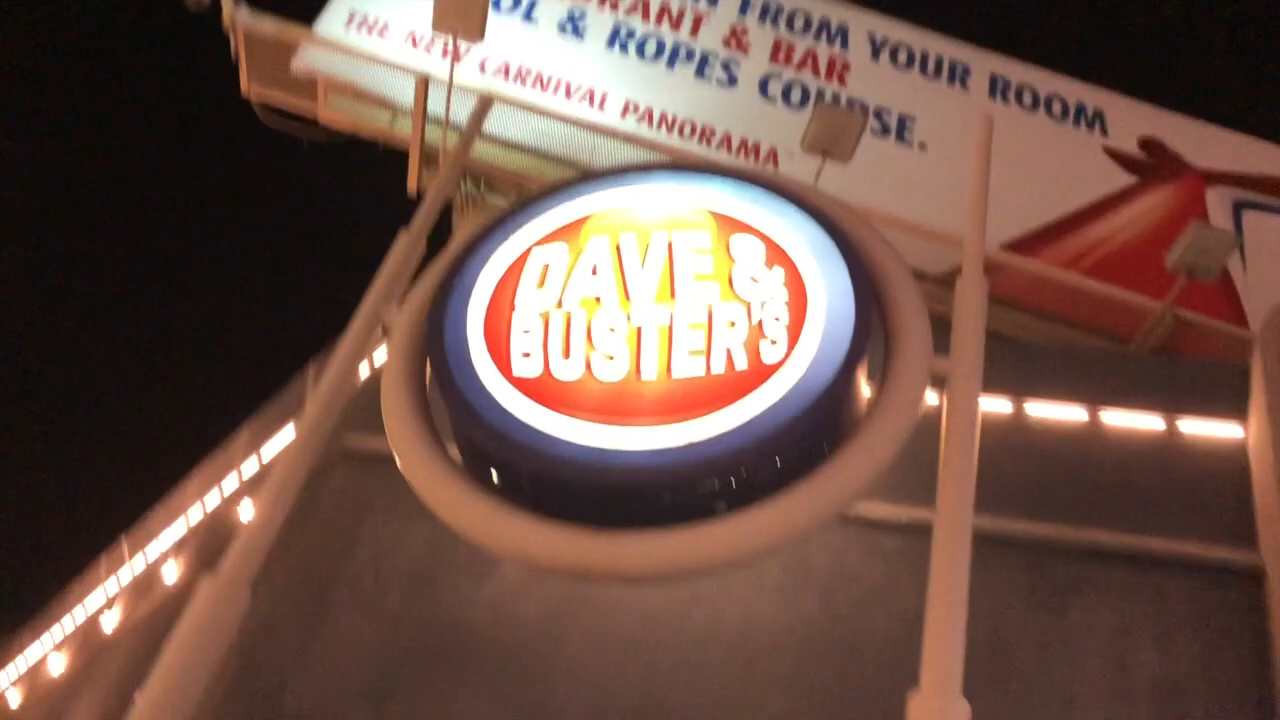 FROM YOUR ROOM
& BAR
& ROPES COURSE.
THE NEW CARNIVAL PANORAMA
DAVE &
BUSTER'S